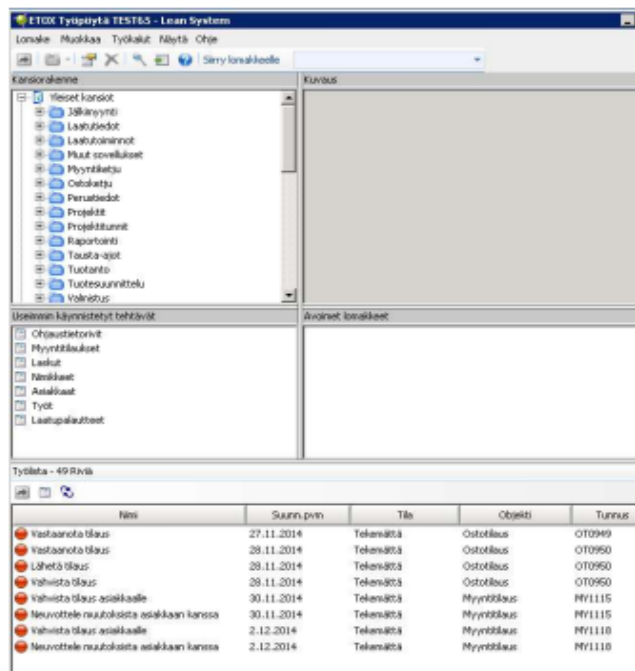 ETOX Työpöytä TEST65 - Lean System
Lomake Muokkaa Työkalut Näytä Ohje
Siirry lomakkeelle
Kansiorakenne
Yleiset kansiot
Jälkimyynti
Laatutiedot
Laatutoiminnot
Muut sovellukset
Myyntiketju
Ostoketju
Perustiedot
Projektit
Projektitunnit
Raportointi
Tausta-ajot
Tuotanto
Tuotesuunnittelu
Valmistus
Kuvaus
Useimmin käynnistetyt tehtävät
Ohjaustietorivit
Myyntitilaukset
Laskut
Nimikkeet
Asiakkaat
Työt
Laatupalautteet
Avoimet lomakkeet
Työlista - 49 Riviä
Nimi Suunn.pvm Tila Objekti Tunnus
Vastaanota tilaus 27.11.2014 Tekemättä Ostotilaus OT0949
Vastaanota tilaus 28.11.2014 Tekemättä Ostotilaus OT0950
Lähetä tilaus 28.11.2014 Tekemättä Ostotilaus OT0950
Vahvista tilaus 28.11.2014 Tekemättä Ostotilaus OT0950
Vahvista tilaus asiakkaalle 30.11.2014 Tekemättä Myyntitilaus MY1115
Neuvottele muutoksista asiakkaan kanssa 30.11.2014 Tekemättä Myyntitilaus MY1115
Vahvista tilaus asiakkaalle 2.12.2014 Tekemättä Myyntitilaus MY1118
Neuvottele muutoksista asiakkaan kanssa 2.12.2014 Tekemättä Myyntitilaus MY1118